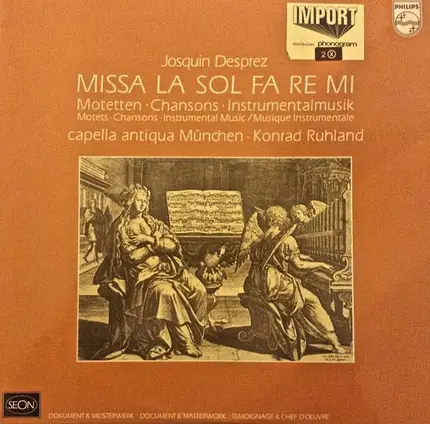 IMPORT
phonogram
2
PHILIPS
Josquin Desprez
MISSA LA SOL FA RE MI
Motetten · Chansons · Instrumentalmusik
Motets · Chansons · Instrumental Music / Musique Instrumentale
capella antiqua München · Konrad Ruhland
SEON
DOKUMENT & MEISTERWERK · DOCUMENT & MASTERWORK · TEMOIGNAGE & CHEF D'OEUVRE